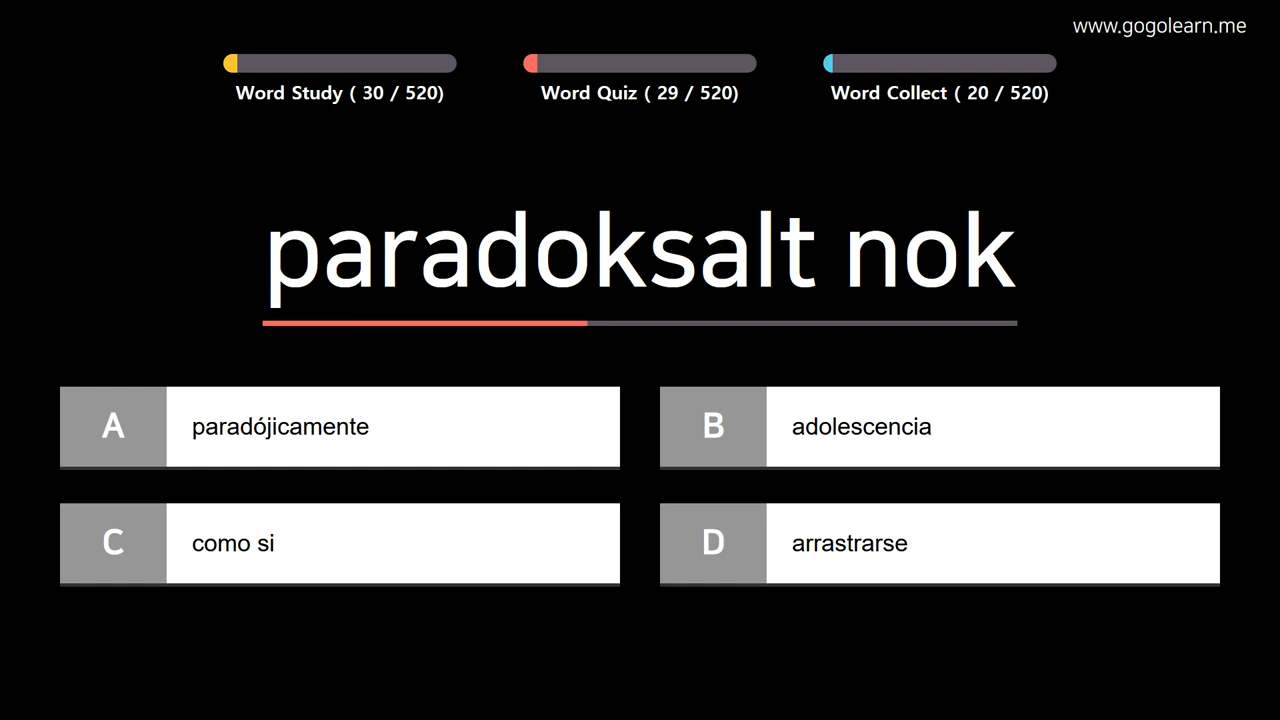 www.gogolearn.me
Word Study ( 30 / 520)
Word Quiz ( 29 / 520)
Word Collect ( 20 / 520)
paradoksalt nok
A paradójicamente
B adolescencia
C como si
D arrastrarse